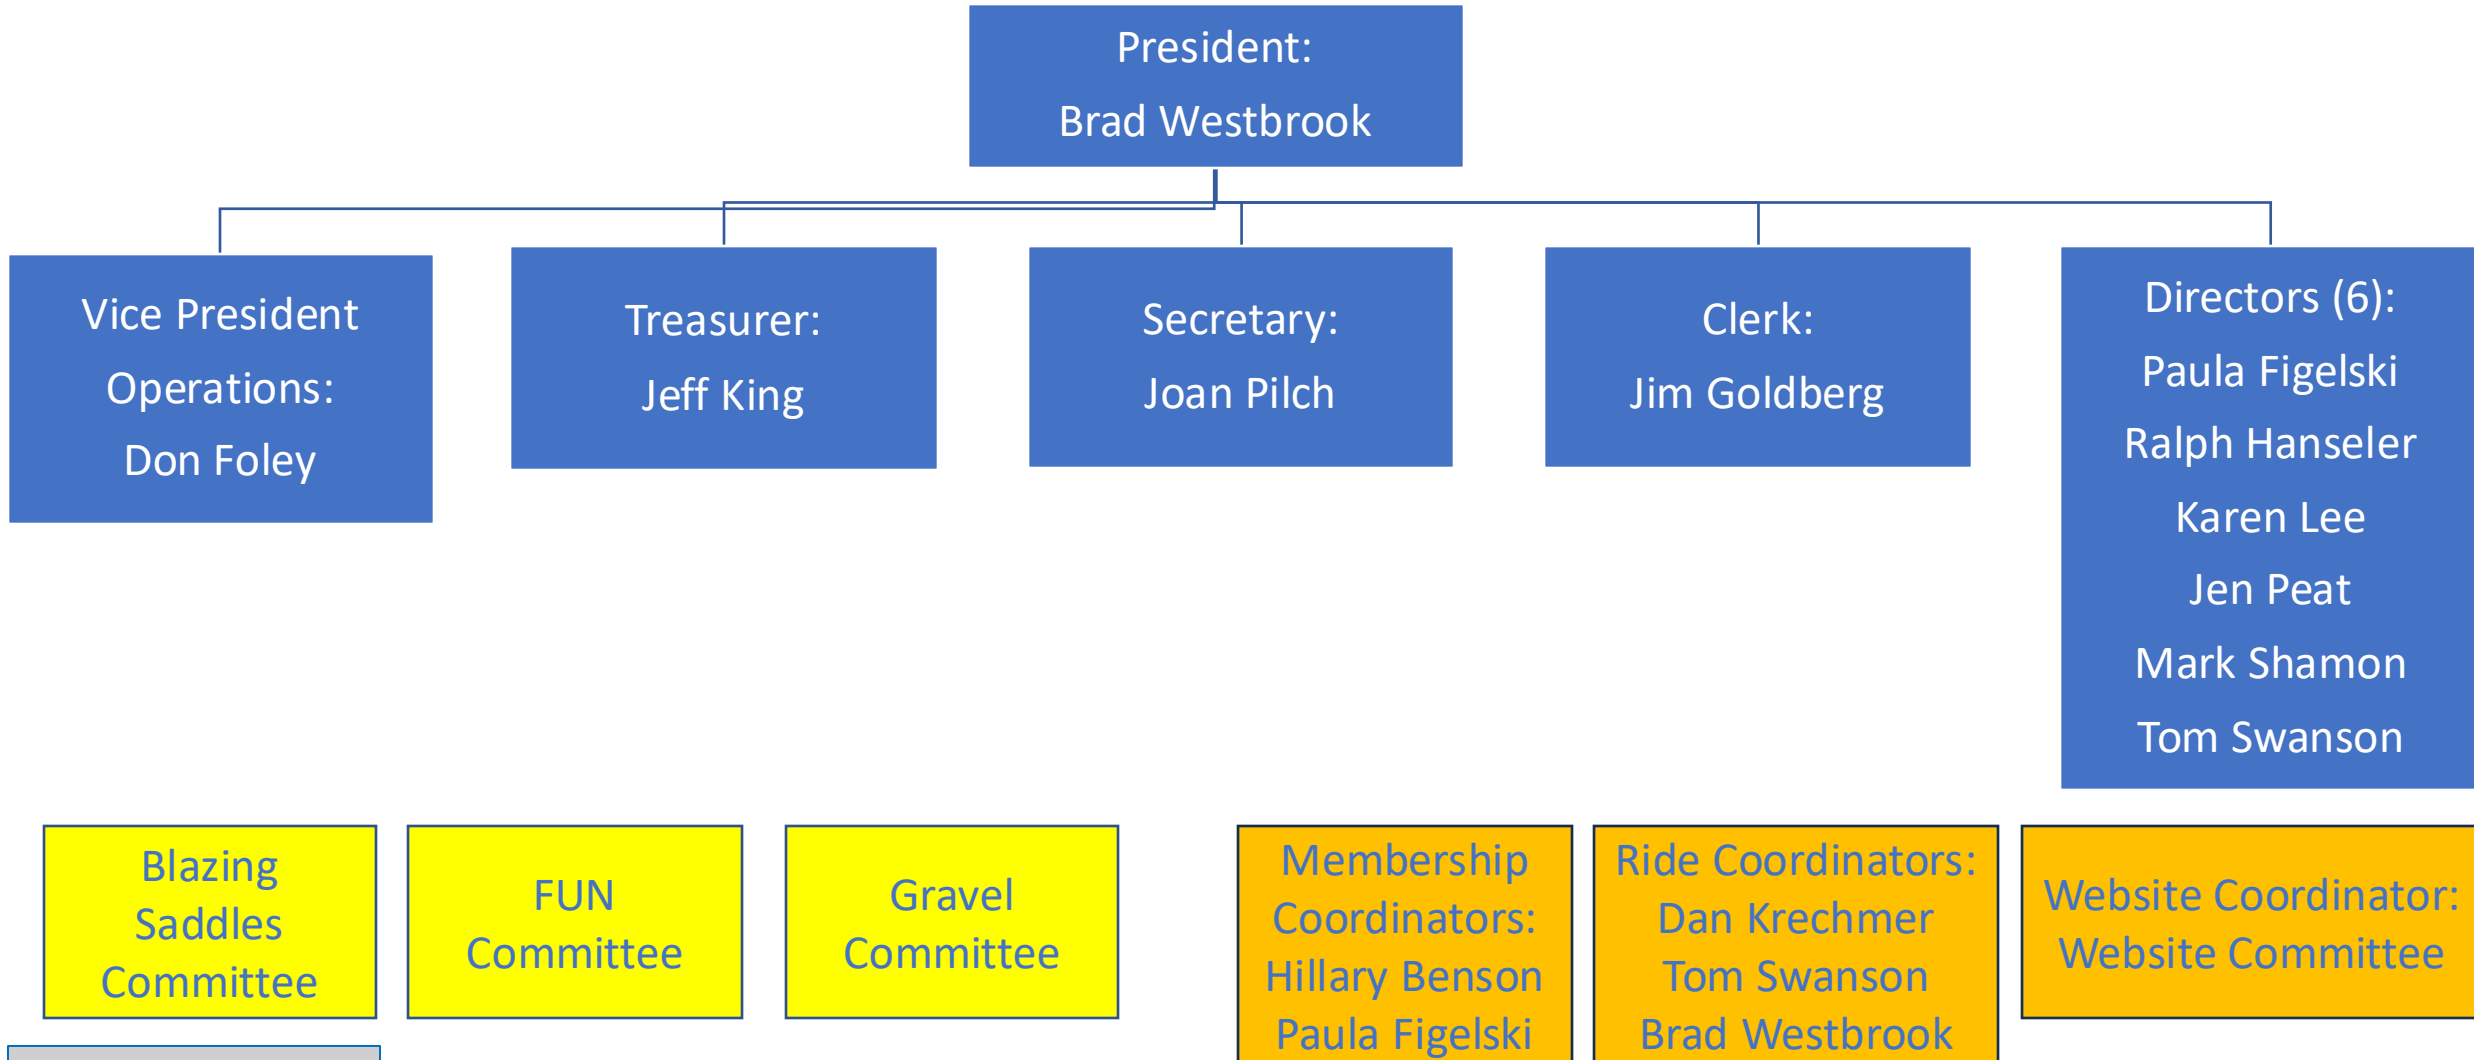 President:
Brad Westbrook
Vice President
Operations:
Don Foley
Treasurer:
Jeff King
Secretary:
Joan Pilch
Clerk:
Jim Goldberg
Directors (6):
Paula Figelski
Ralph Hanseler
Karen Lee
Jen Peat
Mark Shamon
Tom Swanson
Blazing
Saddles
Committee
FUN
Committee
Gravel
Committee
Membership
Coordinators:
Hillary Benson
Paula Figelski
Ride Coordinators:
Dan Krechmer
Tom Swanson
Brad Westbrook
Website Coordinator:
Website Committee